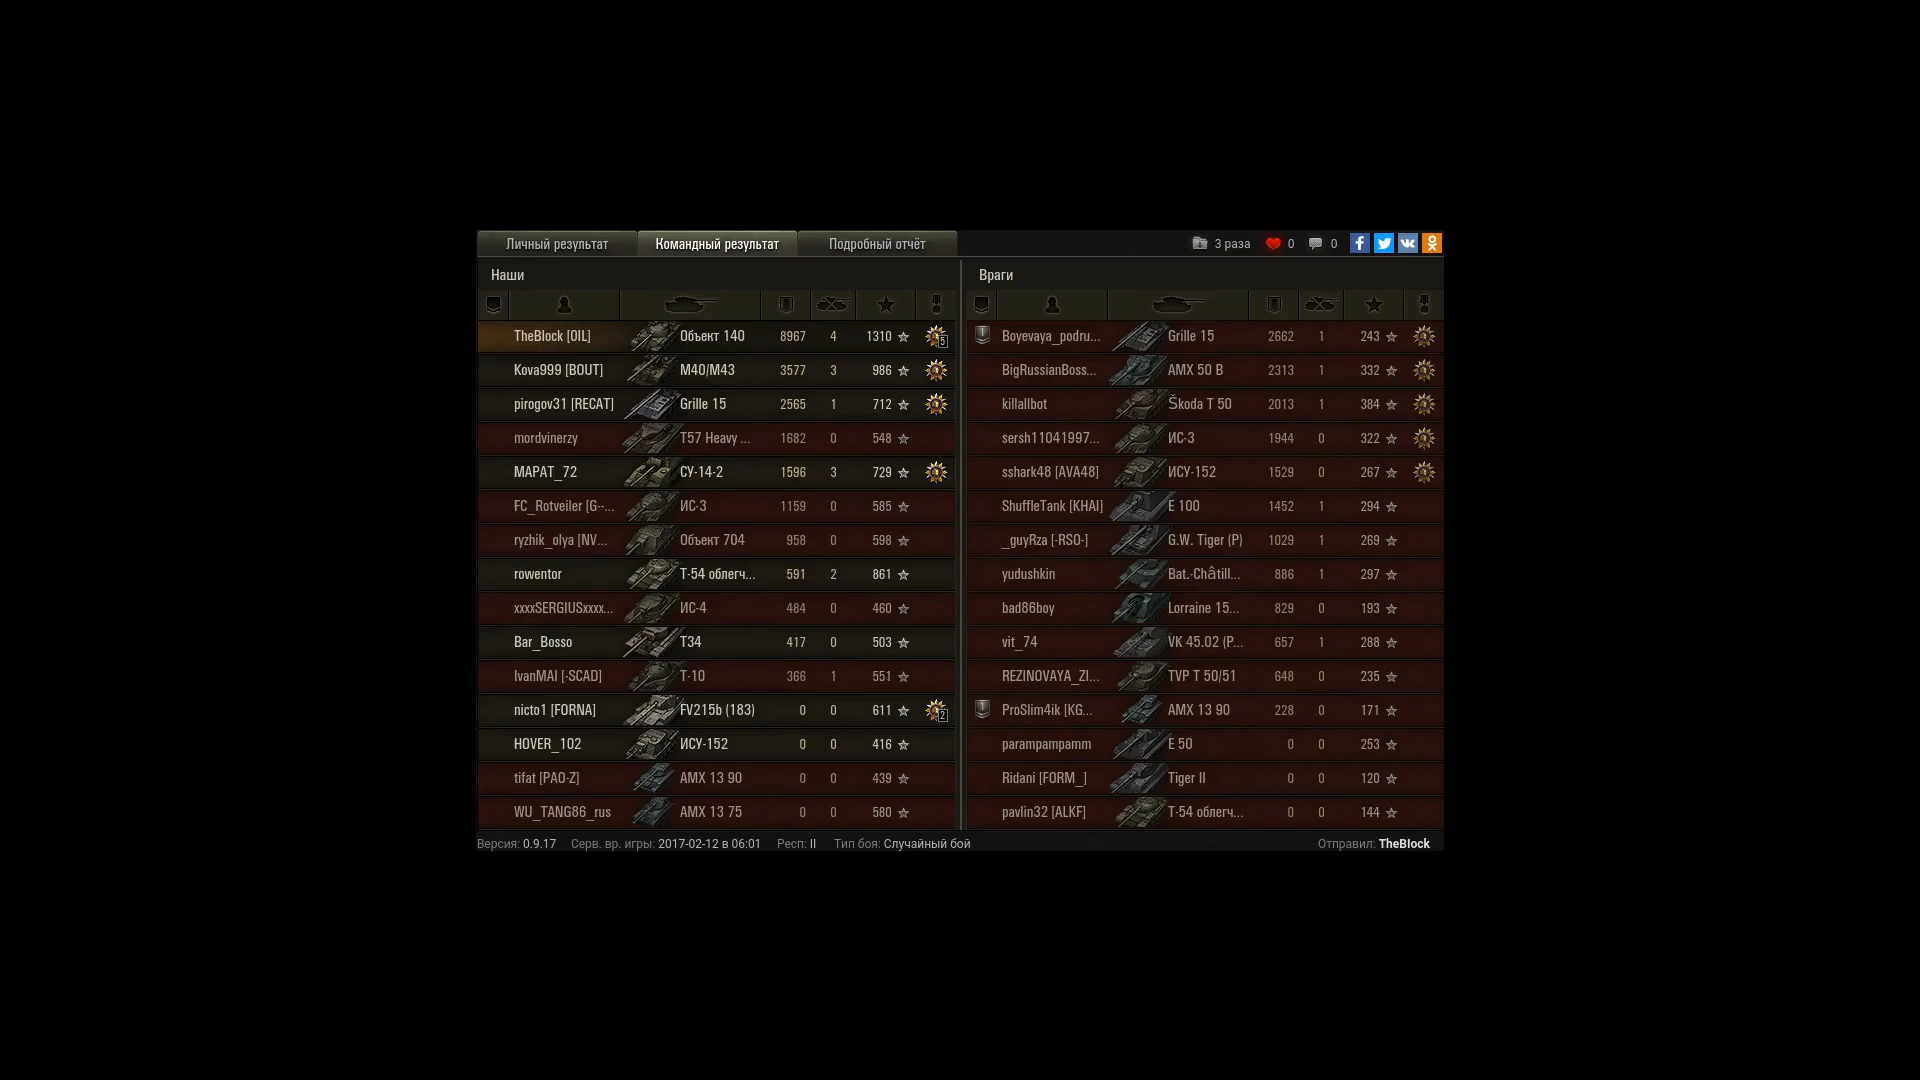 Личный результат Командный результат Подробный отчёт 3 раза 0 0
Наши Враги
TheBlock [OIL] Объект 140 8967 4 1310 5 Boyevaya_podru... Grille 15 2662 1 243
Kova999 [BOUT] M40/M43 3577 3 986 BigRussianBoss... AMX 50 B 2313 1 332
pirogov31 [RECAT] Grille 15 2565 1 712 killallbot Škoda T 50 2013 1 384
mordvinerzy T57 Heavy ... 1682 0 548 sersh11041997... ИС-3 1944 0 322
MAPAT_72 СУ-14-2 1596 3 729 sshark48 [AVA48] ИСУ-152 1529 0 267
FC_Rotveiler [G--... ИС-3 1159 0 585 ShuffleTank [KHAI] E 100 1452 1 294
ryzhik_olya [NV... Объект 704 958 0 598 _guyRza [-RSO-] G.W. Tiger (P) 1029 1 269
rowentor Т-54 облегч... 591 2 861 yudushkin Bat.-Châtill... 886 1 297
xxxxSERGIUSxxxx... ИС-4 484 0 460 bad86boy Lorraine 15... 829 0 193
Bar_Bosso T34 417 0 503 vit_74 VK 45.02 (P... 657 1 288
IvanMAI [-SCAD] Т-10 366 1 551 REZINOVAYA_ZI... TVP T 50/51 648 0 235
nicto1 [FORNA] FV215b (183) 0 0 611 2 ProSlim4ik [KG... AMX 13 90 228 0 171
HOVER_102 ИСУ-152 0 0 416 parampampamm E 50 0 0 253
tifat [PAO-Z] AMX 13 90 0 0 439 Ridani [FORM_] Tiger II 0 0 120
WU_TANG86_rus AMX 13 75 0 0 580 pavlin32 [ALKF] Т-54 облегч... 0 0 144
Версия: 0.9.17 Серв. вр. игры: 2017-02-12 в 06:01 Респ: II Тип боя: Случайный бой Отправил: TheBlock